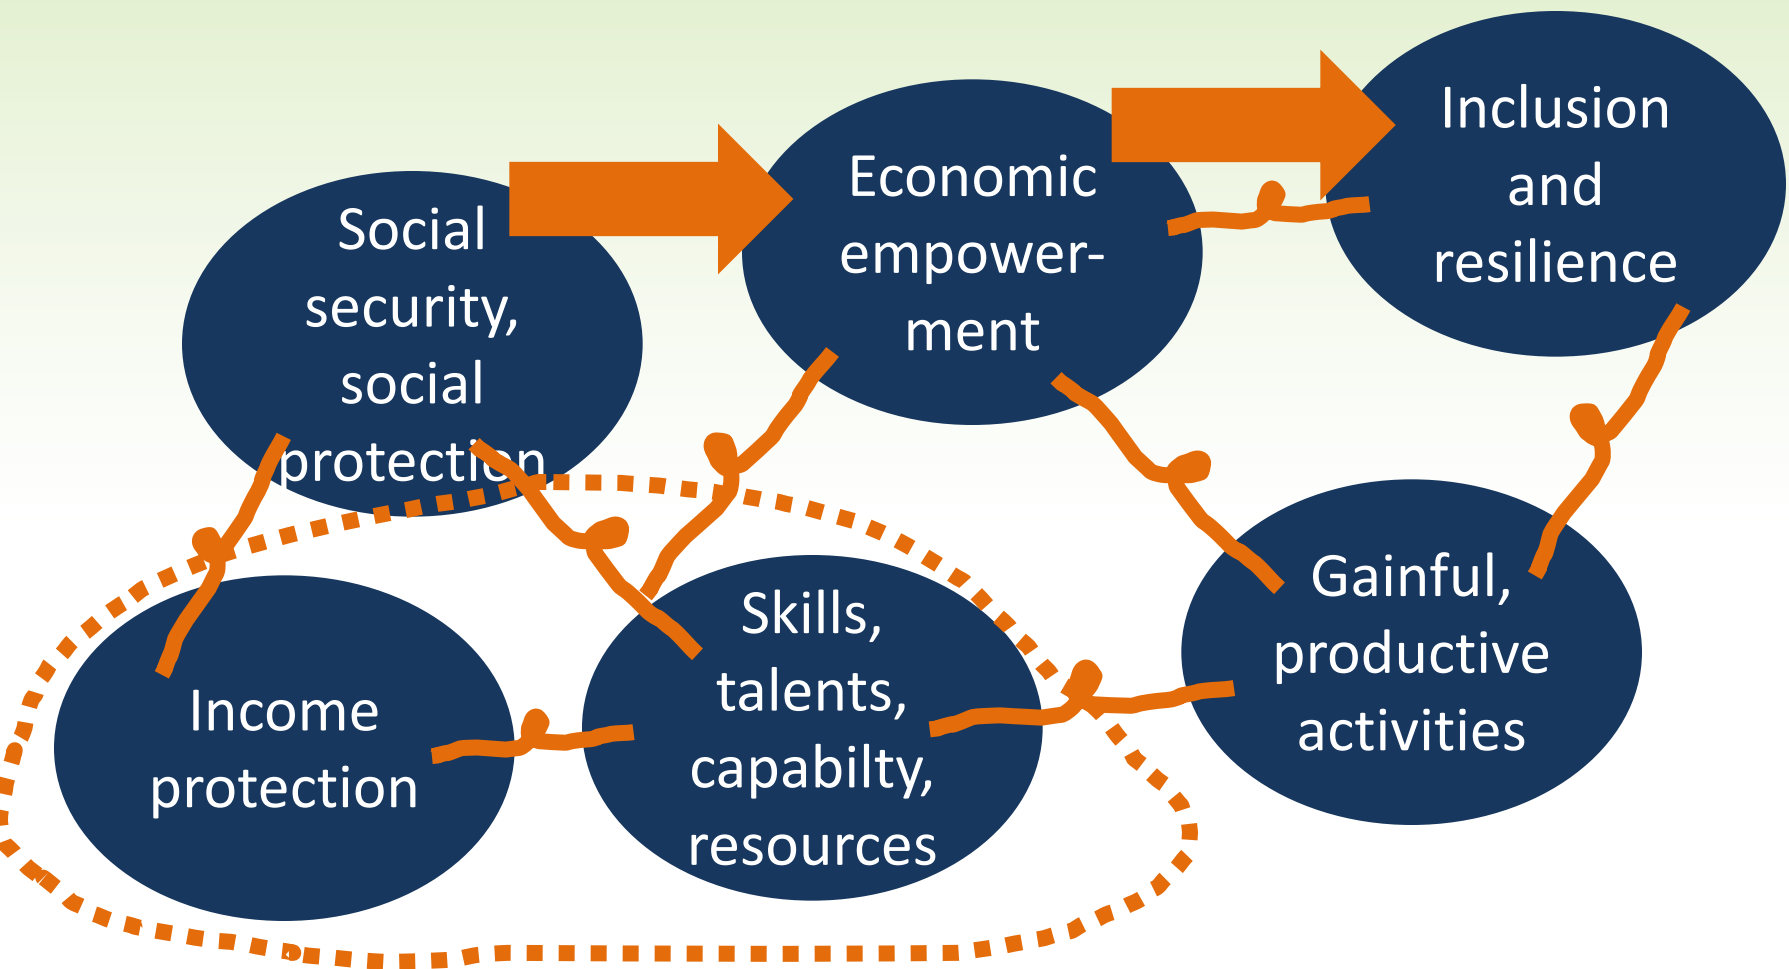 Social
security,
social
protection
Economic
empower-
ment
Inclusion
and
resilience
Income
protection
Skills,
talents,
capabilty,
resources
Gainful,
productive
activities